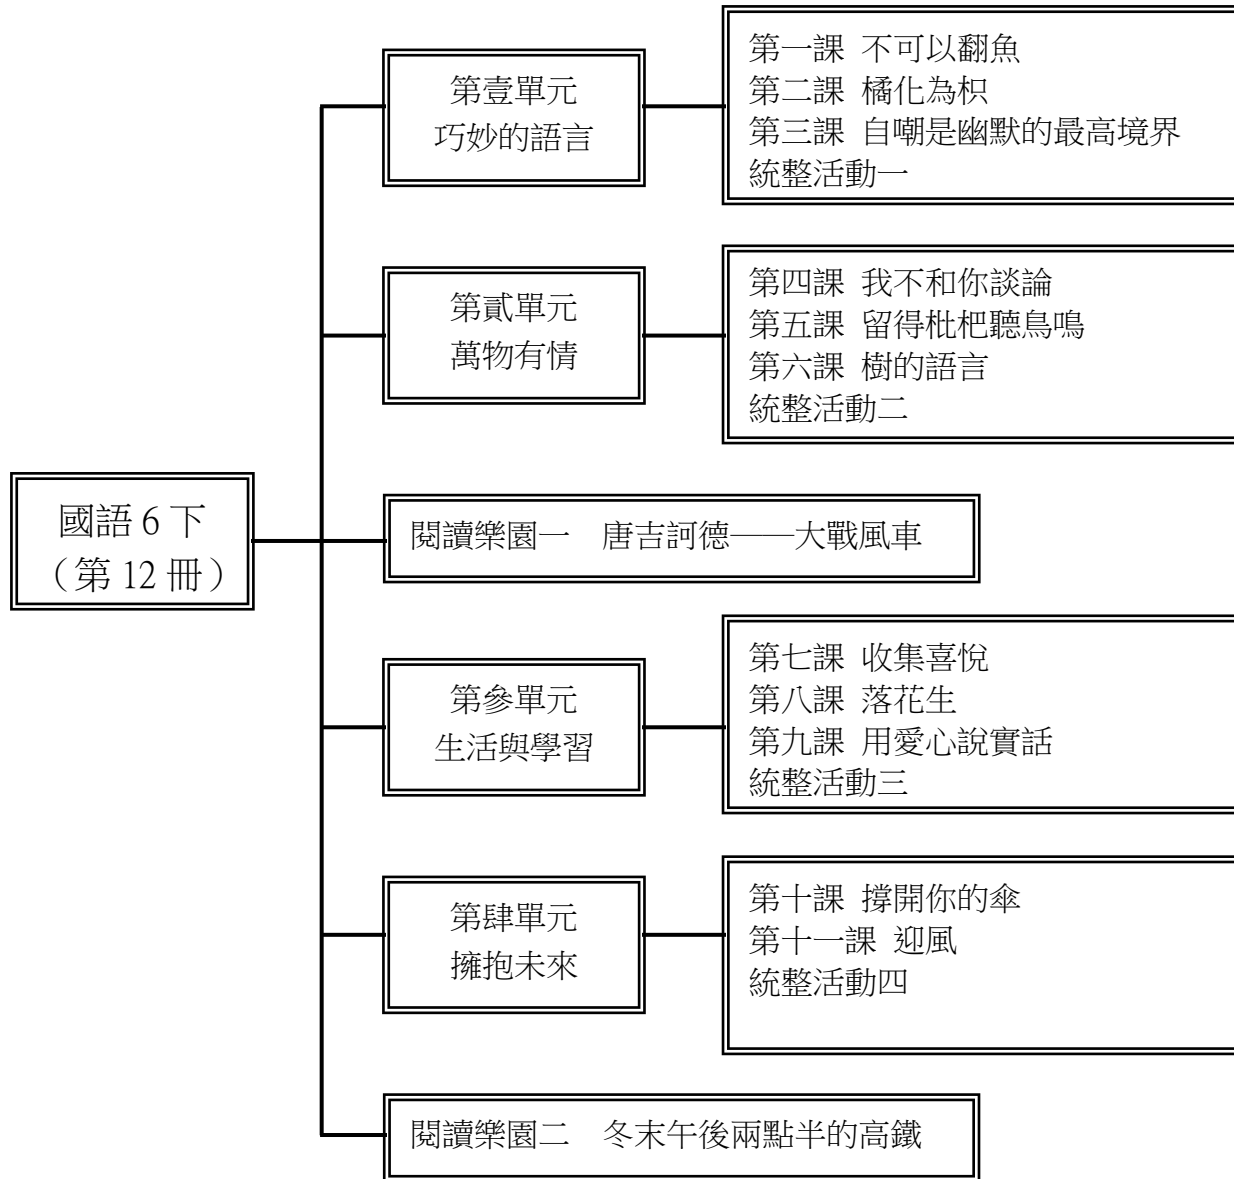 國語 6 下
（第 12 冊）
第壹單元
巧妙的語言
第一課 不可以翻魚
第二課 橘化為枳
第三課 自嘲是幽默的最高境界
統整活動一
第貳單元
萬物有情
第四課 我不和你談論
第五課 留得枇杷聽鳥鳴
第六課 樹的語言
統整活動二
閱讀樂園一　唐吉訶德——大戰風車
第參單元
生活與學習
第七課 收集喜悅
第八課 落花生
第九課 用愛心說實話
統整活動三
第肆單元
擁抱未來
第十課 撐開你的傘
第十一課 迎風
統整活動四
閱讀樂園二　冬末午後兩點半的高鐵